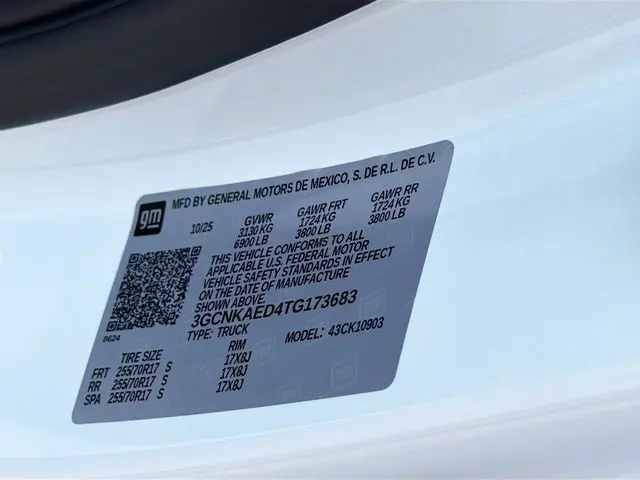 MFD BY GENERAL MOTORS DE MEXICO, S. DE R.L. DE C.V.
gm
10/25 GVWR GAWR FRT GAWR RR
3130 KG 1724 KG 1724 KG
6900 LB 3800 LB 3800 LB
THIS VEHICLE CONFORMS TO ALL
APPLICABLE U.S. FEDERAL MOTOR
VEHICLE SAFETY STANDARDS IN EFFECT
ON THE DATE OF MANUFACTURE
SHOWN ABOVE.
3GCNKAED4TG173683
8624
TYPE: TRUCK MODEL: 43CK10903
TIRE SIZE RIM
FRT 255/70R17 S 17X8J
RR 255/70R17 S 17X8J
SPA 255/70R17 S 17X8J